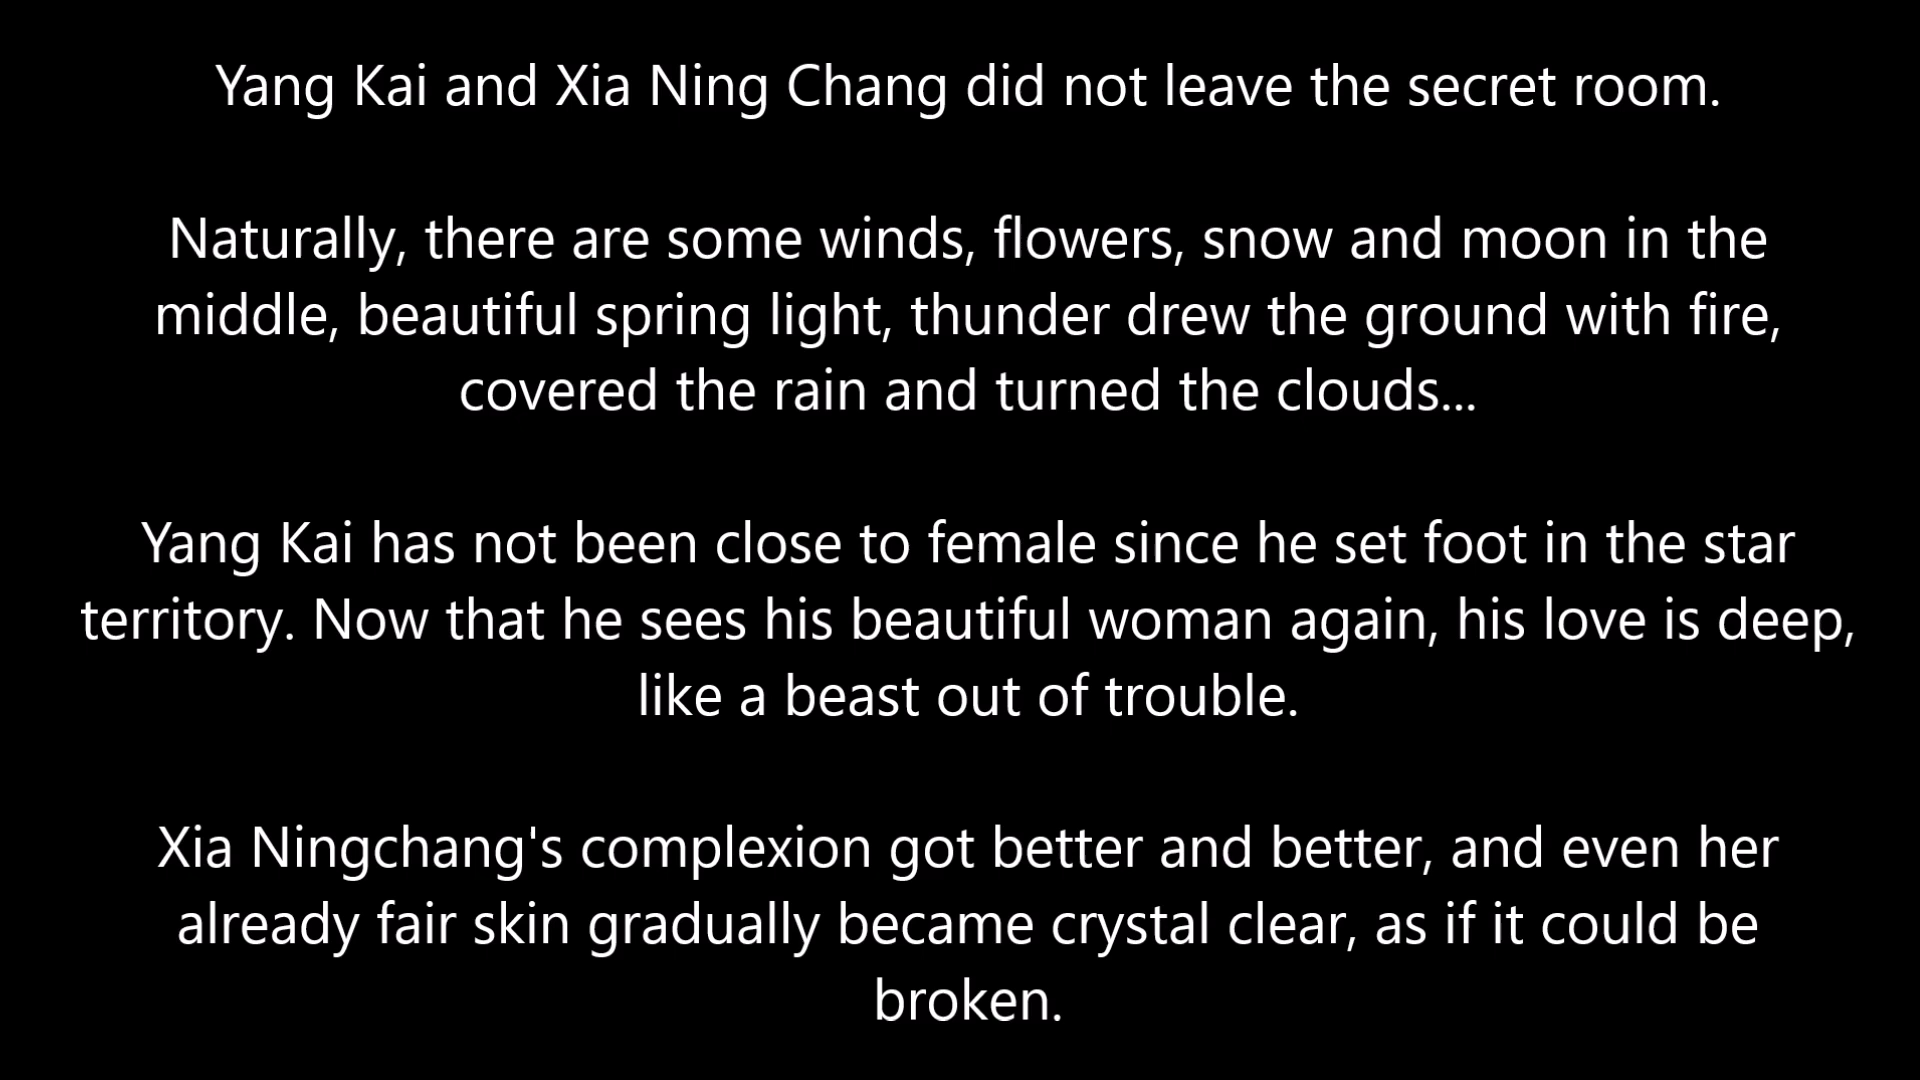 Yang Kai and Xia Ning Chang did not leave the secret room.
Naturally, there are some winds, flowers, snow and moon in the
middle, beautiful spring light, thunder drew the ground with fire,
covered the rain and turned the clouds...
Yang Kai has not been close to female since he set foot in the star
territory. Now that he sees his beautiful woman again, his love is deep,
like a beast out of trouble.
Xia Ningchang's complexion got better and better, and even her
already fair skin gradually became crystal clear, as if it could be
broken.